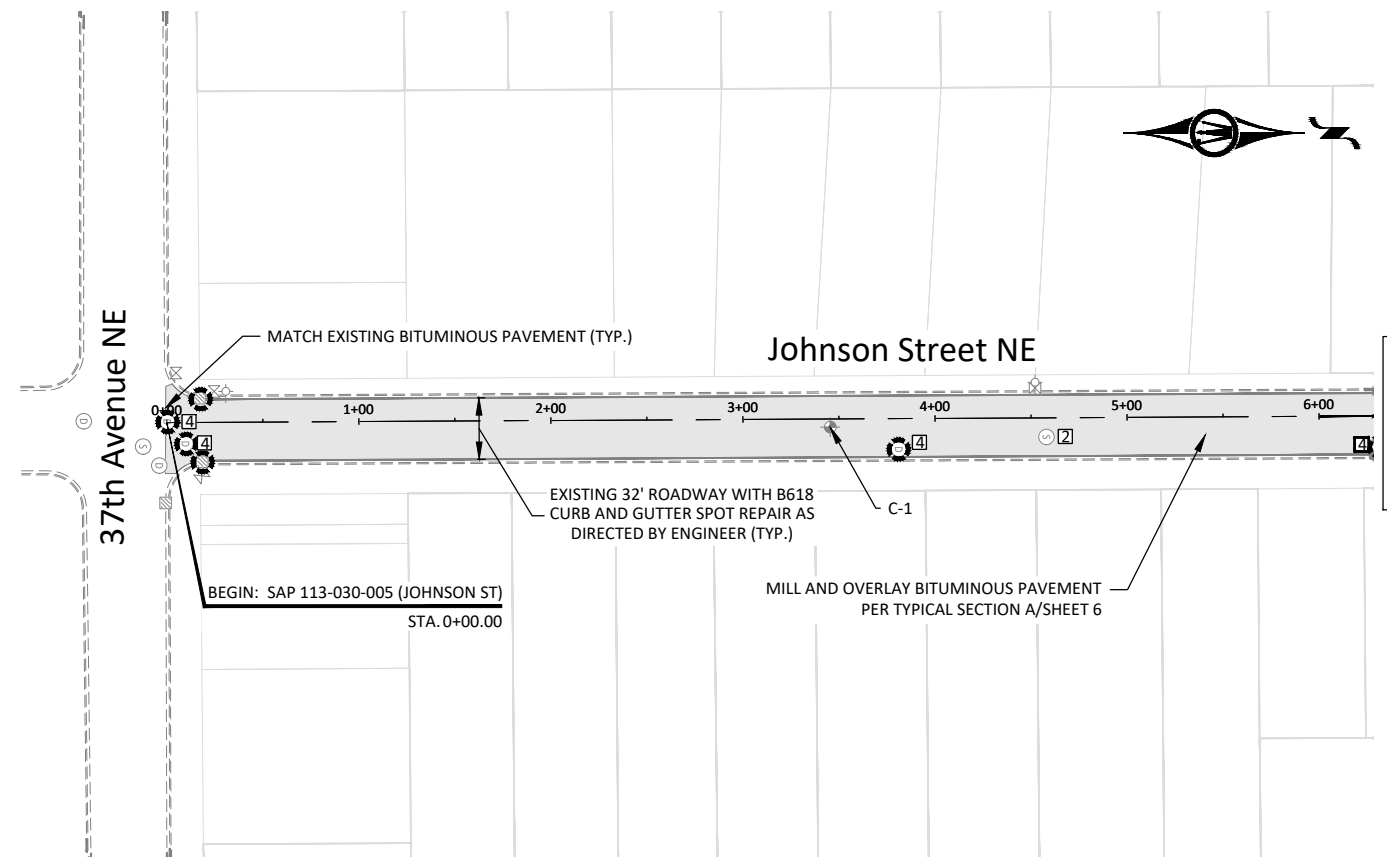 37th Avenue NE
MATCH EXISTING BITUMINOUS PAVEMENT (TYP.)
Johnson Street NE
0+00
1+00
2+00
3+00
4+00
5+00
6+00
4
D
D
4
S
D
D
4
S
2
4
EXISTING 32' ROADWAY WITH B618
CURB AND GUTTER SPOT REPAIR AS
DIRECTED BY ENGINEER (TYP.)
C-1
BEGIN: SAP 113-030-005 (JOHNSON ST)
STA. 0+00.00
MILL AND OVERLAY BITUMINOUS PAVEMENT
PER TYPICAL SECTION A/SHEET 6